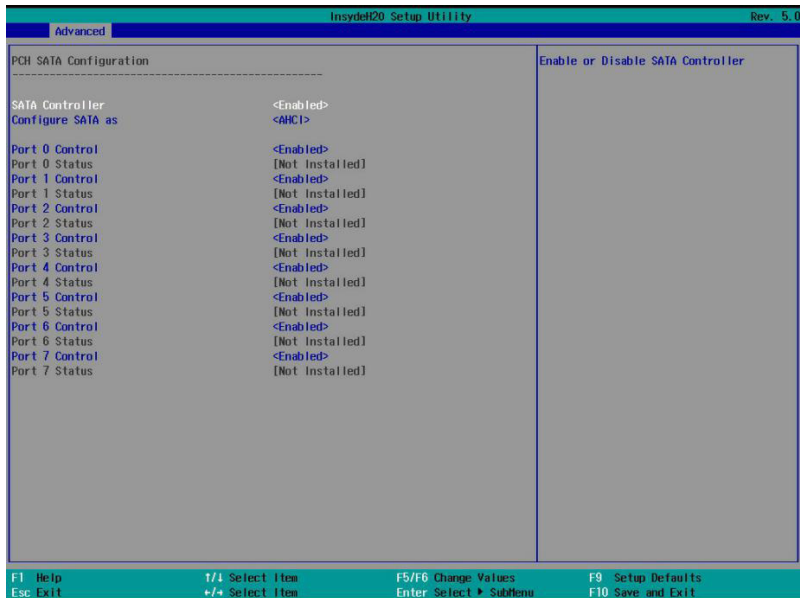 InsydeH20 Setup Utility Rev. 5.0
Advanced
PCH SATA Configuration
Enable or Disable SATA Controller
------------------------------------------------
SATA Controller <Enabled>
Configure SATA as <AHCI>
Port 0 Control <Enabled>
Port 0 Status [Not Installed]
Port 1 Control <Enabled>
Port 1 Status [Not Installed]
Port 2 Control <Enabled>
Port 2 Status [Not Installed]
Port 3 Control <Enabled>
Port 3 Status [Not Installed]
Port 4 Control <Enabled>
Port 4 Status [Not Installed]
Port 5 Control <Enabled>
Port 5 Status [Not Installed]
Port 6 Control <Enabled>
Port 6 Status [Not Installed]
Port 7 Control <Enabled>
Port 7 Status [Not Installed]
F1 Help ↑/↓ Select Item F5/F6 Change Values F9 Setup Defaults
Esc Exit ←/→ Select Item Enter Select ▶ SubMenu F10 Save and Exit